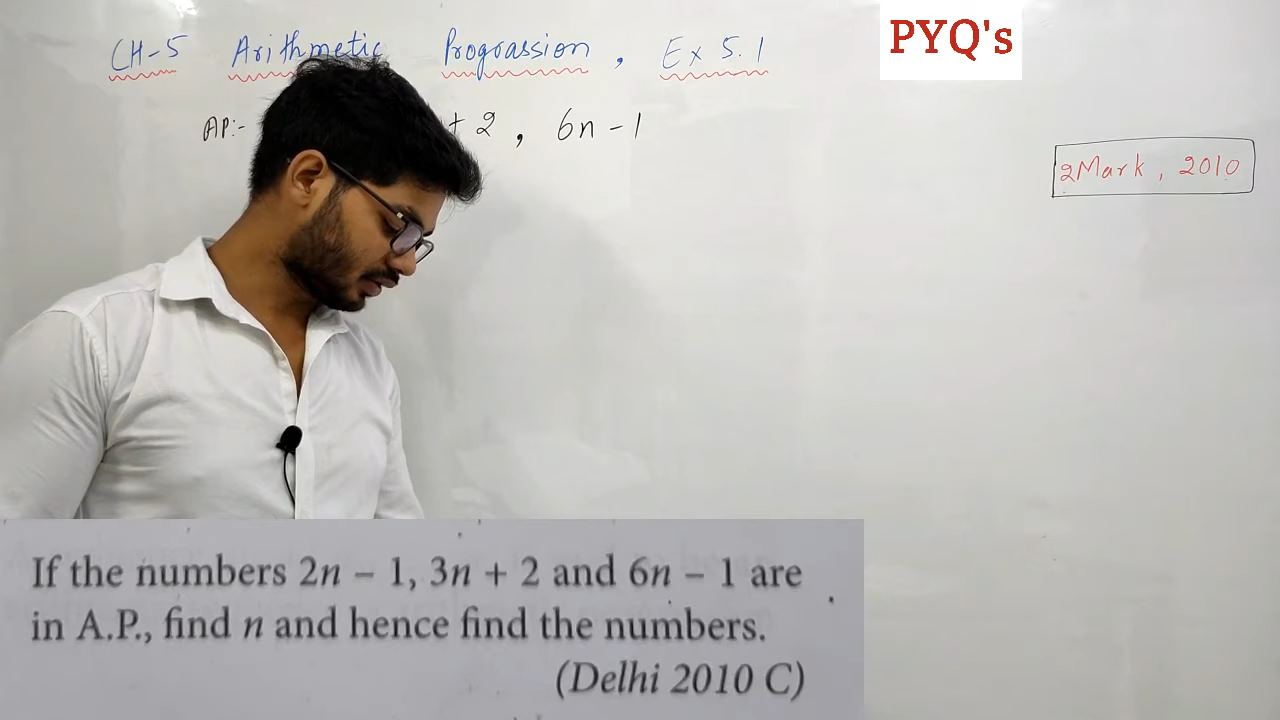 CH-5 Arithmetic Prograssion, Ex 5.1
PYQ's
AP:- + 2, 6n - 1
2Mark, 2010
If the numbers 2n – 1, 3n + 2 and 6n – 1 are
in A.P., find n and hence find the numbers.
(Delhi 2010 C)